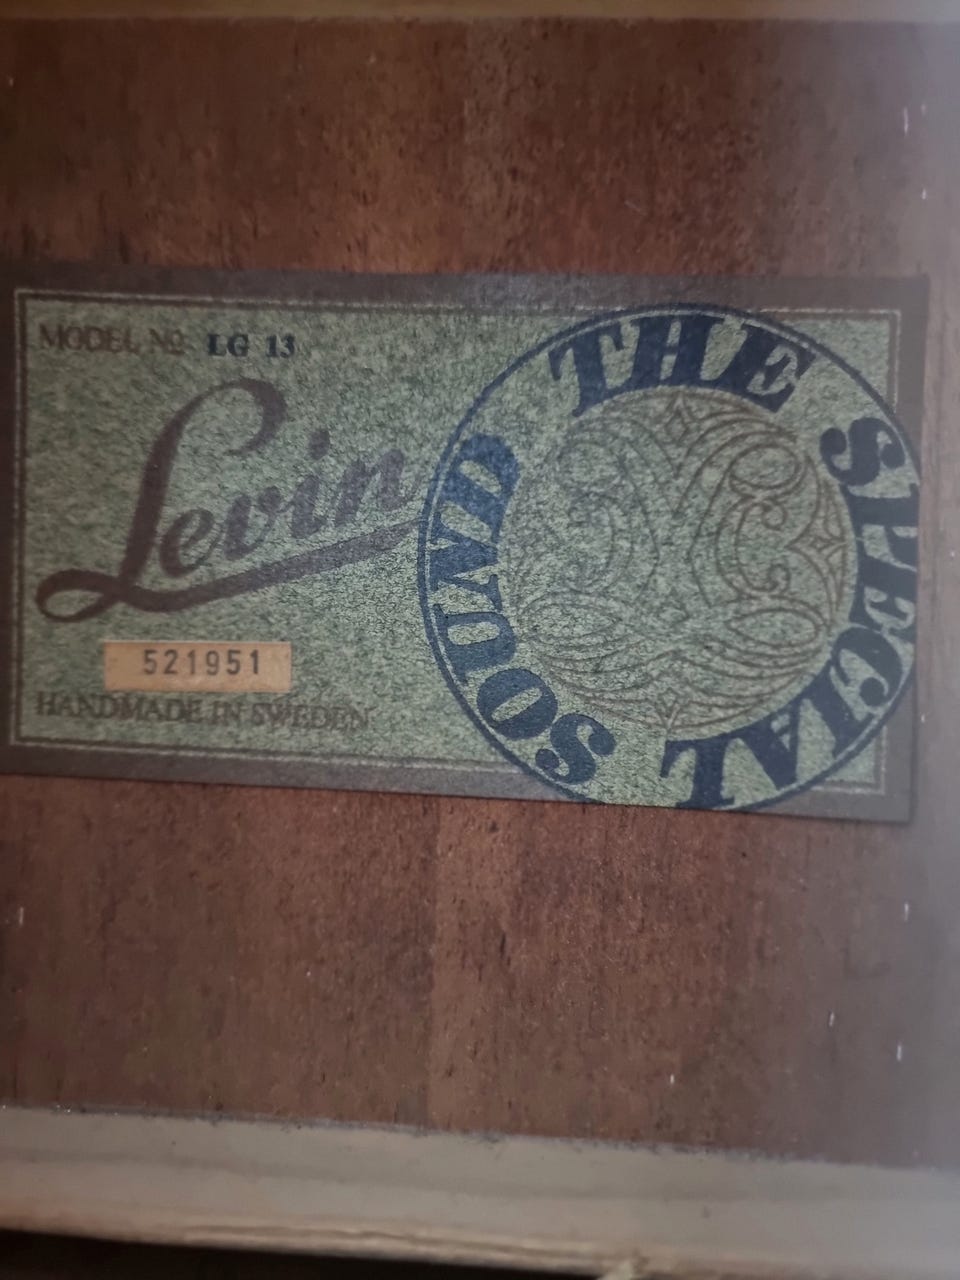 MODEL No LG 13
Levin
521951
HANDMADE IN SWEDEN
THE SPECIAL SOUND